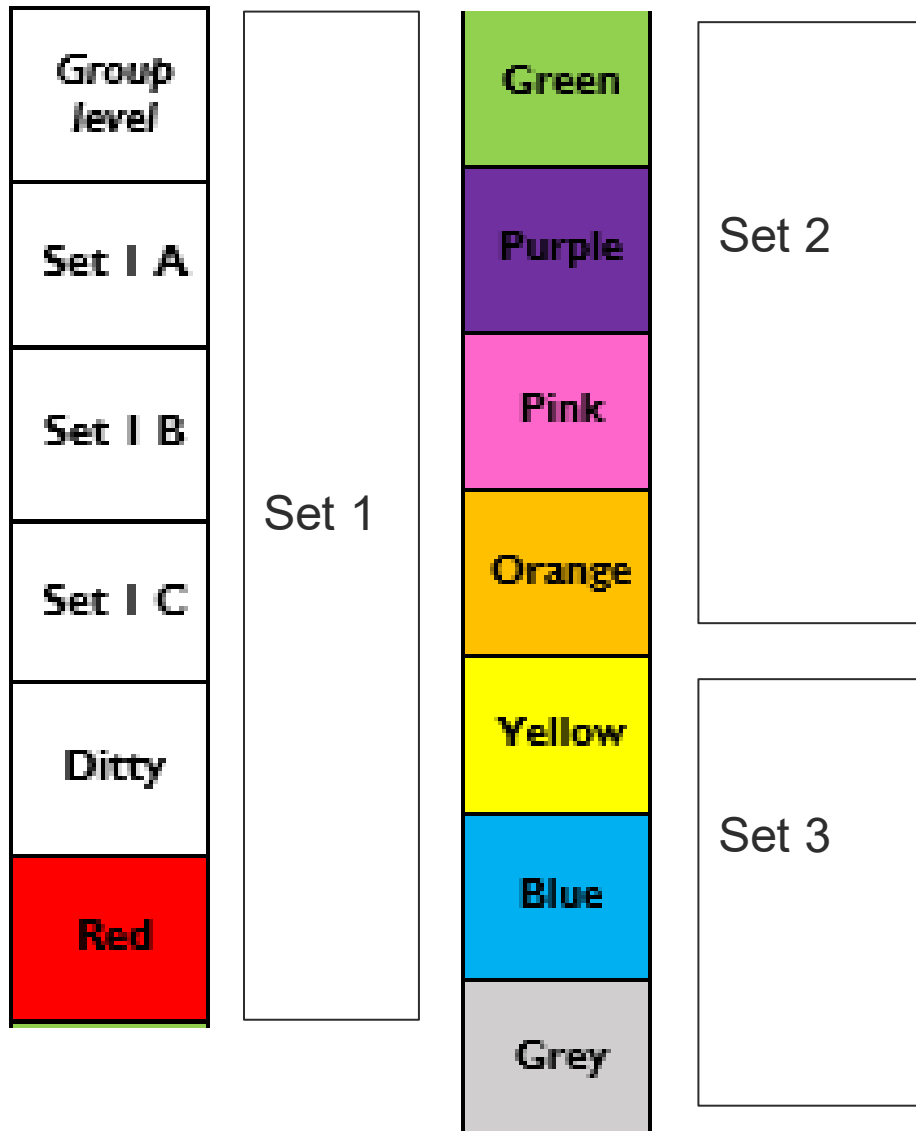 Group
level
Set 1 A
Set 1 B
Set 1 C
Ditty
Red
Set 1
Green
Purple
Pink
Orange
Yellow
Blue
Grey
Set 2
Set 3